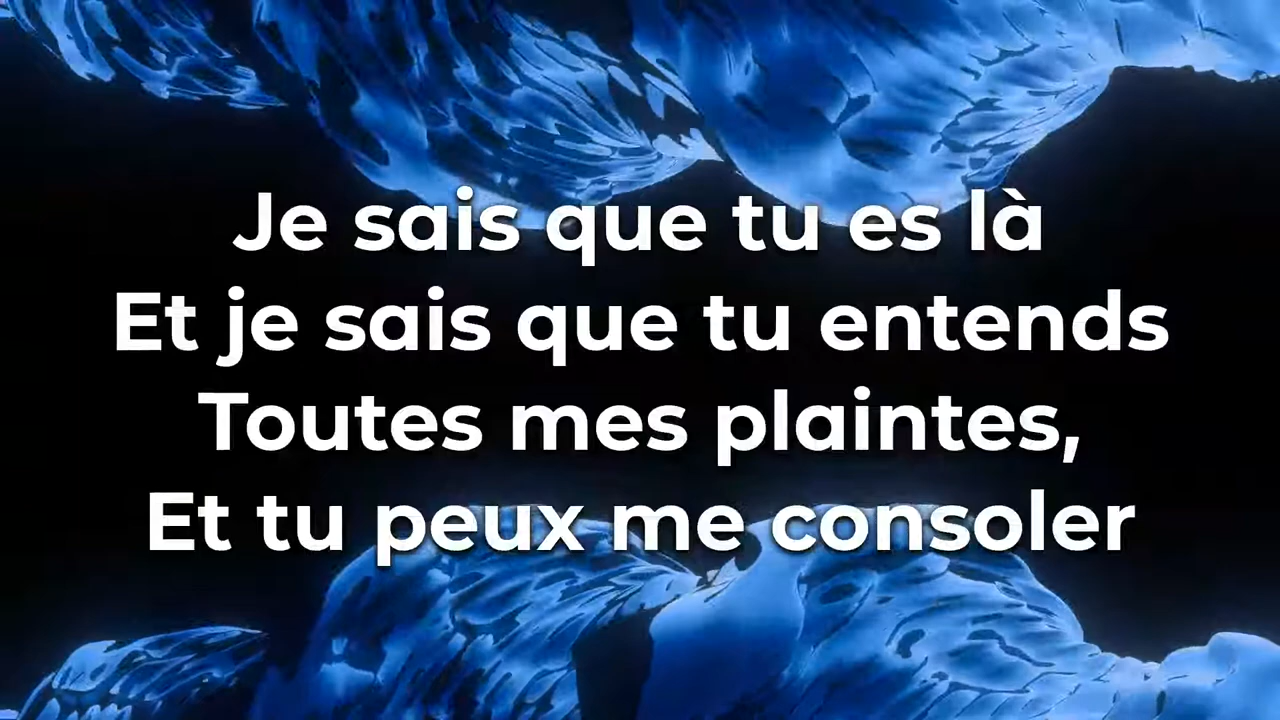 Je sais que tu es là
Et je sais que tu entends
Toutes mes plaintes,
Et tu peux me consoler